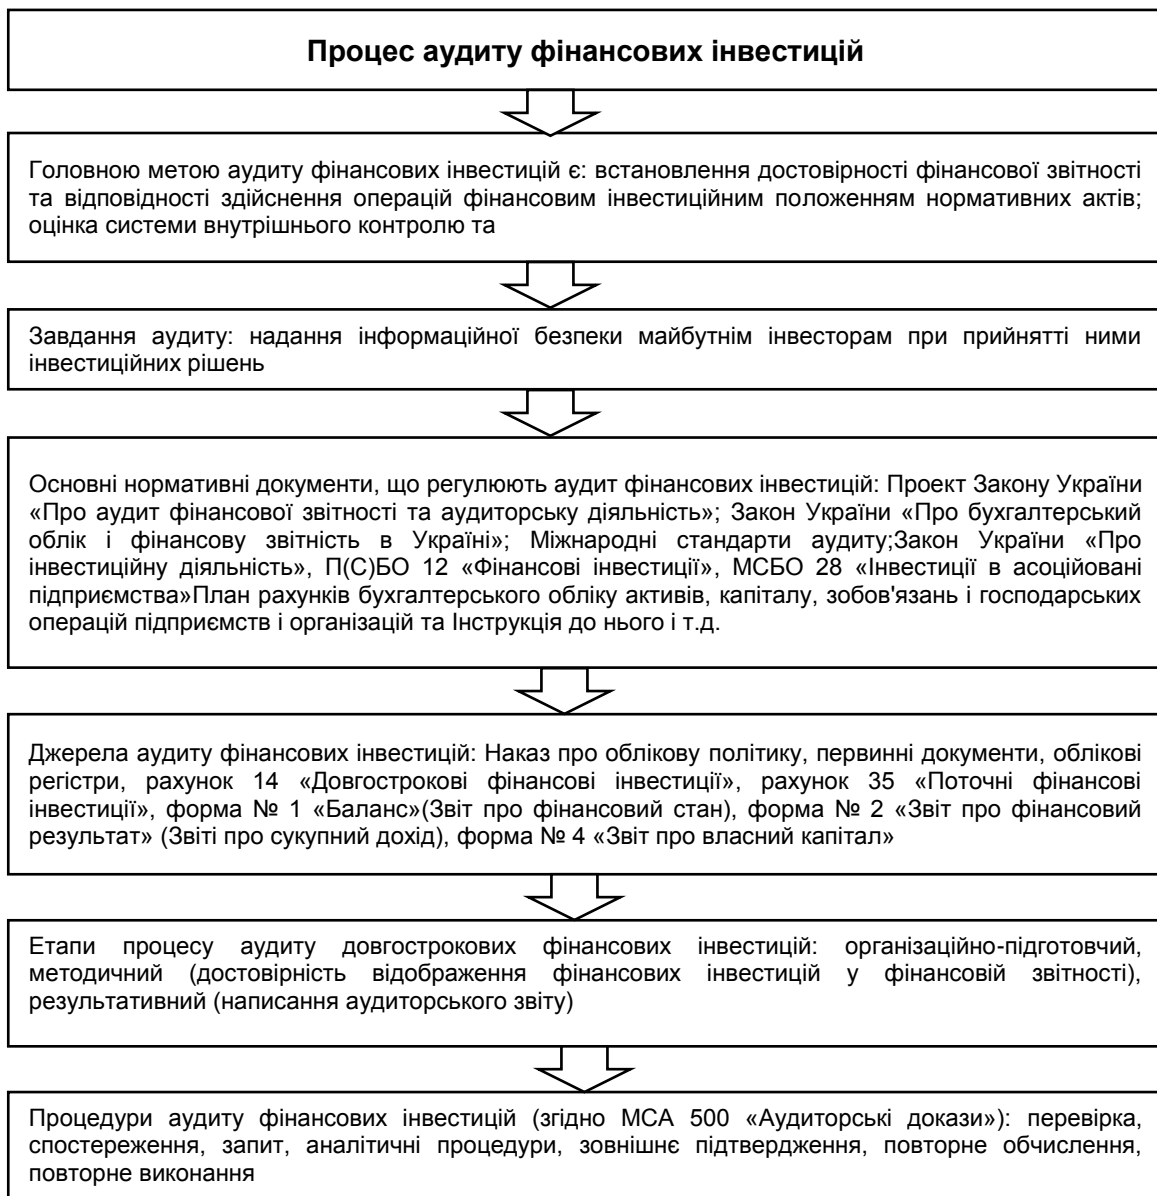 Процес аудиту фінансових інвестицій
Головною метою аудиту фінансових інвестицій є: встановлення достовірності фінансової звітності
та відповідності здійснення операцій фінансовим інвестиційним положенням нормативних актів;
оцінка системи внутрішнього контролю та
Завдання аудиту: надання інформаційної безпеки майбутнім інвесторам при прийнятті ними
інвестиційних рішень
Основні нормативні документи, що регулюють аудит фінансових інвестицій: Проект Закону України
«Про аудит фінансової звітності та аудиторську діяльність»; Закон України «Про бухгалтерський
облік і фінансову звітність в Україні»; Міжнародні стандарти аудиту;Закон України «Про
інвестиційну діяльність», П(С)БО 12 «Фінансові інвестиції», МСБО 28 «Інвестиції в асоційовані
підприємства»План рахунків бухгалтерського обліку активів, капіталу, зобов'язань і господарських
операцій підприємств і організацій та Інструкція до нього і т.д.
Джерела аудиту фінансових інвестицій: Наказ про облікову політику, первинні документи, облікові
регістри, рахунок 14 «Довгострокові фінансові інвестиції», рахунок 35 «Поточні фінансові
інвестиції», форма № 1 «Баланс»(Звіт про фінансовий стан), форма № 2 «Звіт про фінансовий
результат» (Звіті про сукупний дохід), форма № 4 «Звіт про власний капітал»
Етапи процесу аудиту довгострокових фінансових інвестицій: організаційно-підготовчий,
методичний (достовірність відображення фінансових інвестицій у фінансовій звітності),
результативний (написання аудиторського звіту)
Процедури аудиту фінансових інвестицій (згідно МСА 500 «Аудиторські докази»): перевірка,
спостереження, запит, аналітичні процедури, зовнішнє підтвердження, повторне обчислення,
повторне виконання